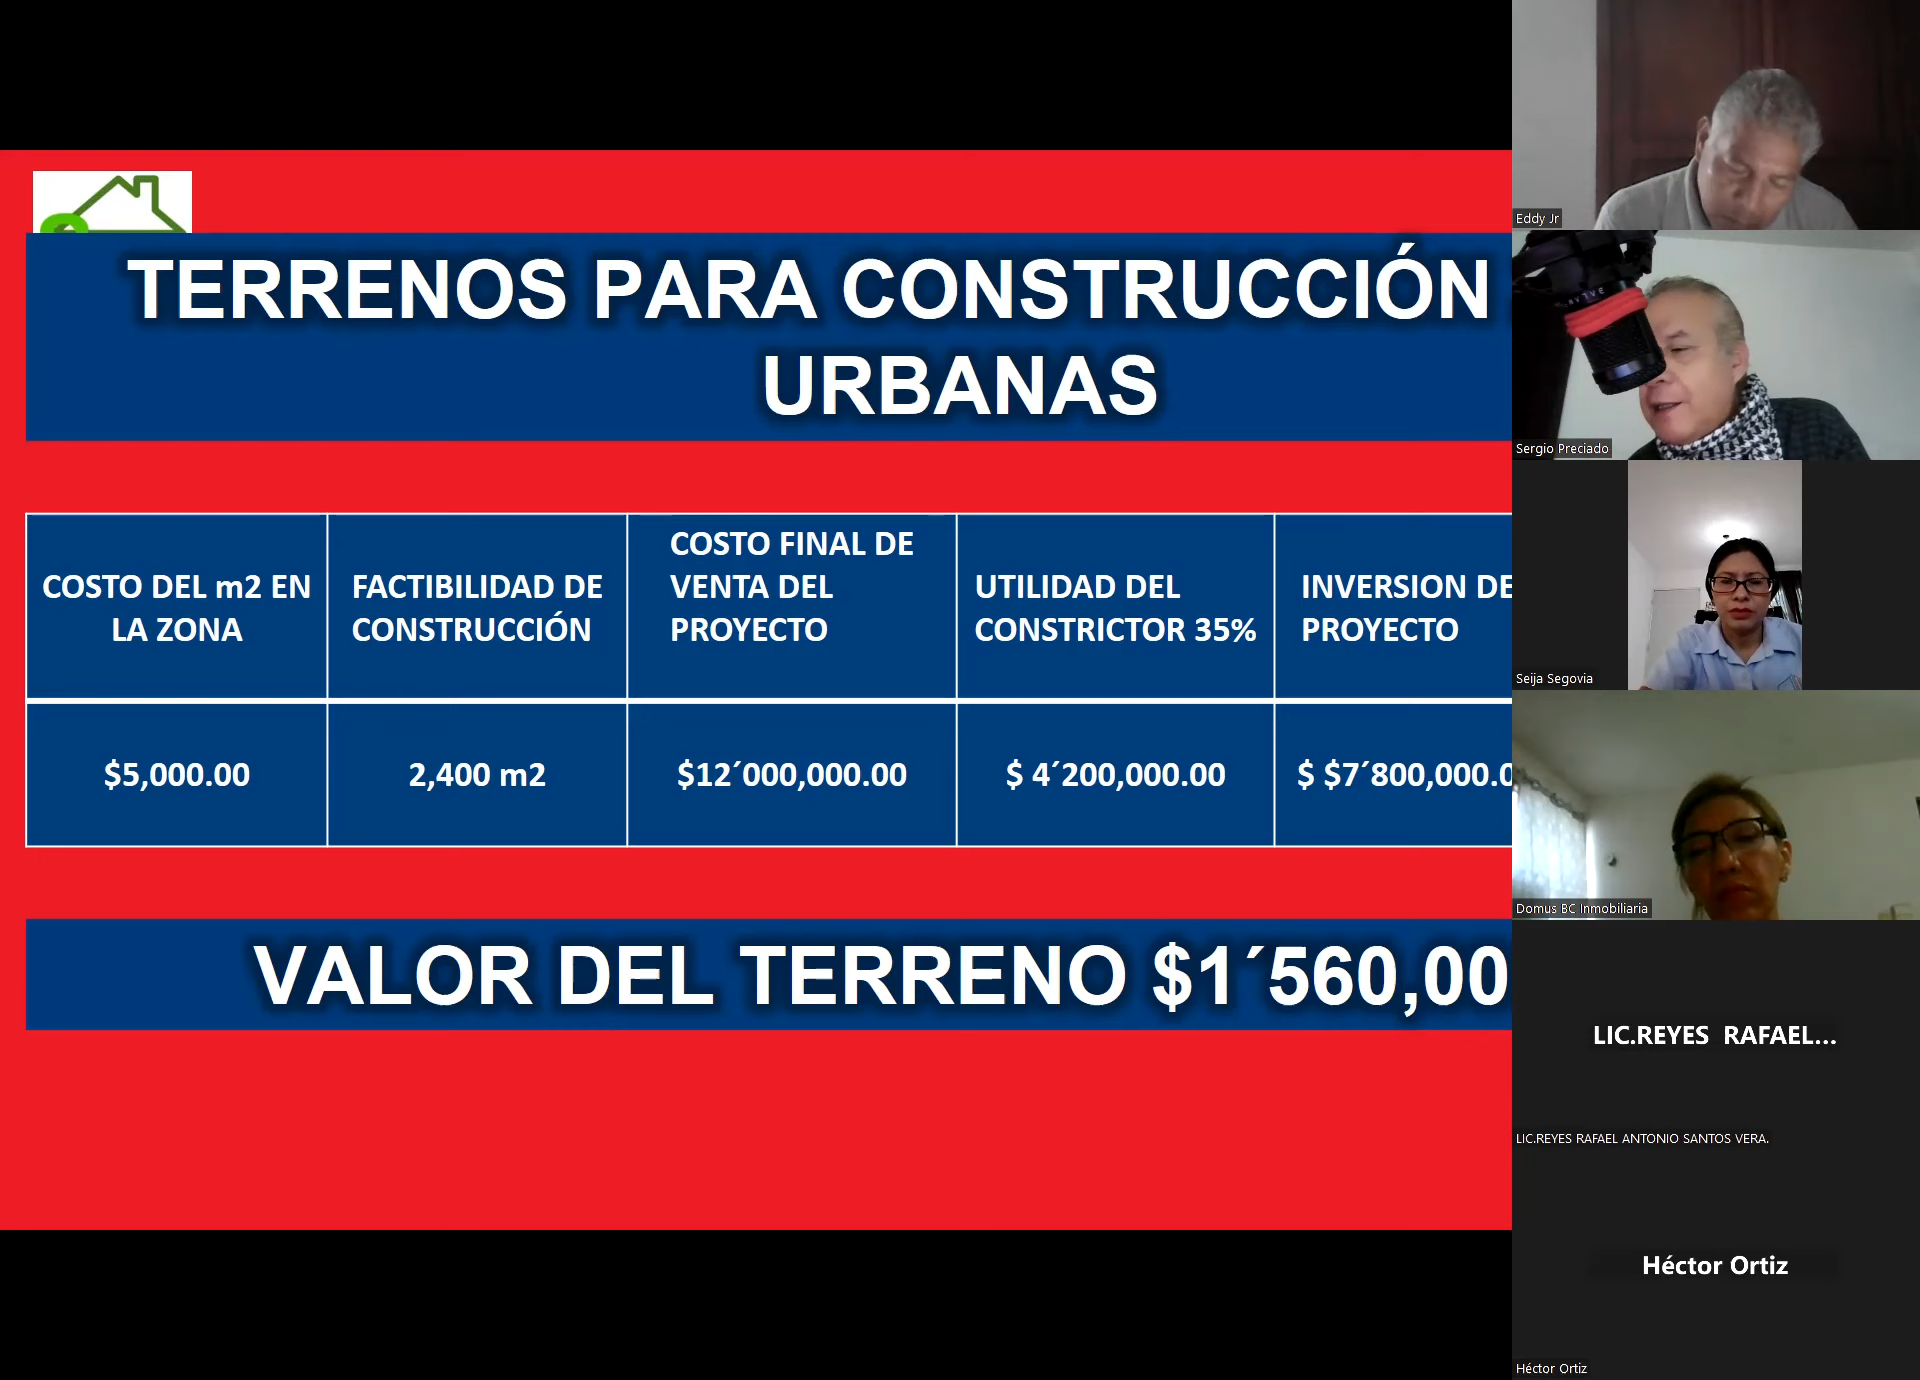 TERRENOS PARA CONSTRUCCIÓN
URBANAS
COSTO DEL m2 EN
LA ZONA
FACTIBILIDAD DE
CONSTRUCCIÓN
COSTO FINAL DE
VENTA DEL
PROYECTO
UTILIDAD DEL
CONSTRICTOR 35%
INVERSION DE
PROYECTO
$5,000.00
2,400 m2
$12´000,000.00
$ 4´200,000.00
$ $7´800,000.0
VALOR DEL TERRENO $1´560,00
Eddy Jr
Sergio Preciado
Seija Segovia
Domus BC Inmobiliaria
LIC.REYES RAFAEL...
LIC.REYES RAFAEL ANTONIO SANTOS VERA.
Héctor Ortiz
Héctor Ortiz